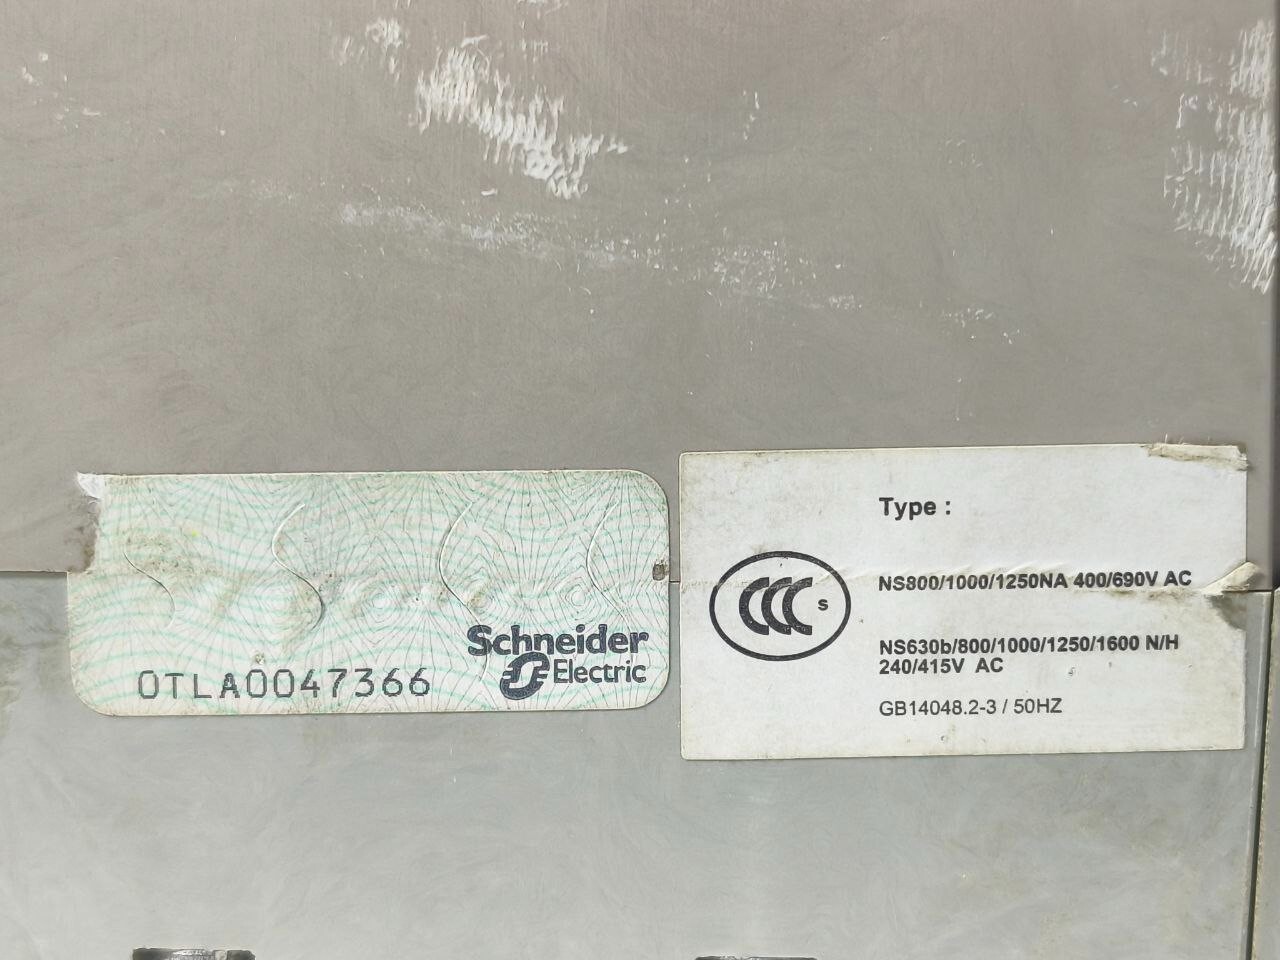 OTLA0047366
Schneider
Electric
CCC S
Type :
NS800/1000/1250NA 400/690V AC
NS630b/800/1000/1250/1600 N/H
240/415V AC
GB14048.2-3 / 50HZ